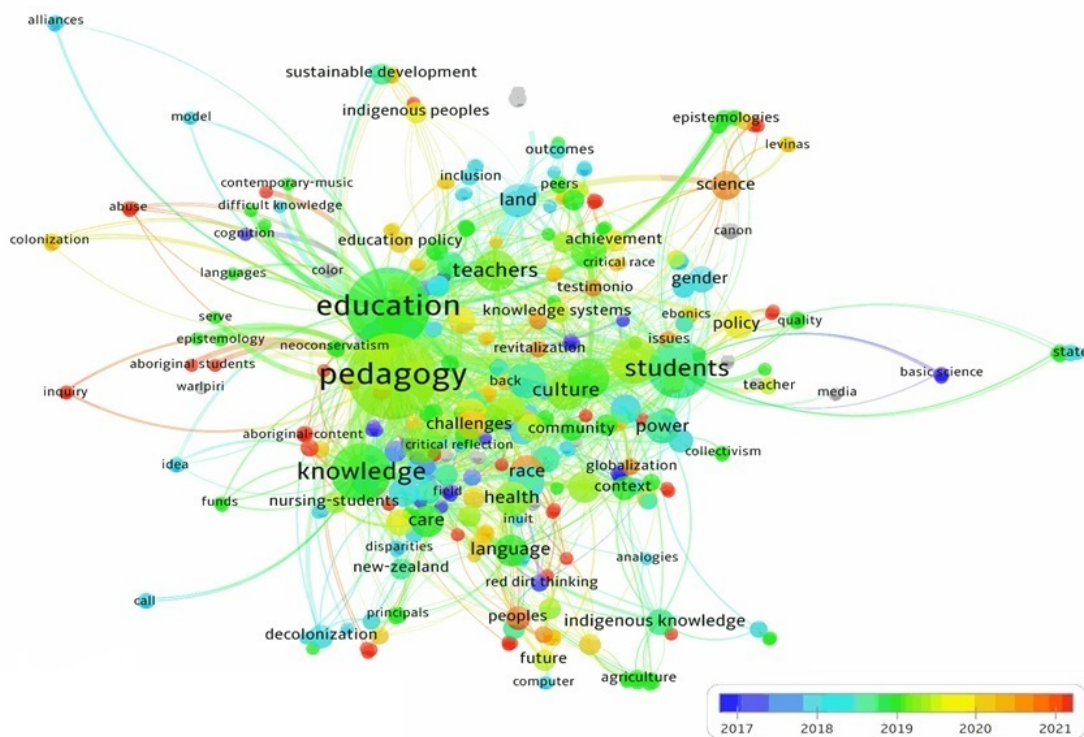 alliances
sustainable development
indigenous peoples
model
epistemologies
levinas
outcomes
inclusion
peers
science
contemporary-music
land
abuse
difficult knowledge
cognition
canon
colonization
education policy
achievement
critical race
languages
color
teachers
gender
testimonio
education
knowledge systems
ebonics
serve
policy
quality
epistemology
neoconservatism
revitalization
issues
state
aboriginal students
pedagogy
students
basic science
warlpiri
back
culture
teacher
media
inquiry
challenges
community
power
aboriginal-content
critical reflection
collectivism
idea
knowledge
race
globalization
nursing-students
field
health
context
funds
care
inuit
disparities
language
analogies
new-zealand
red dirt thinking
call
principals
peoples
indigenous knowledge
decolonization
future
computer
agriculture
2017 2018 2019 2020 2021